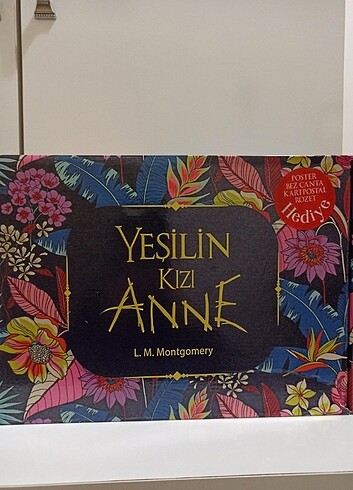 POSTER
BEZ ÇANTA
KARTPOSTAL
ROZET
Hediye
YEŞİLİN
KIZI
ANNE
L. M. Montgomery